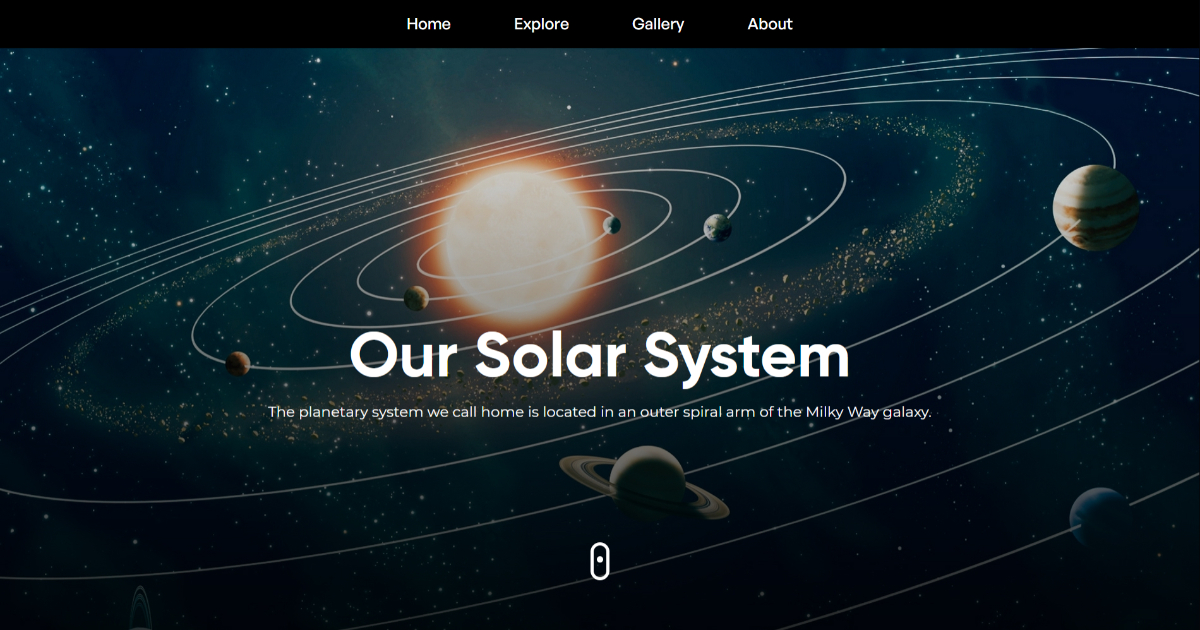 Home Explore Gallery About
Our Solar System
The planetary system we call home is located in an outer spiral arm of the Milky Way galaxy.